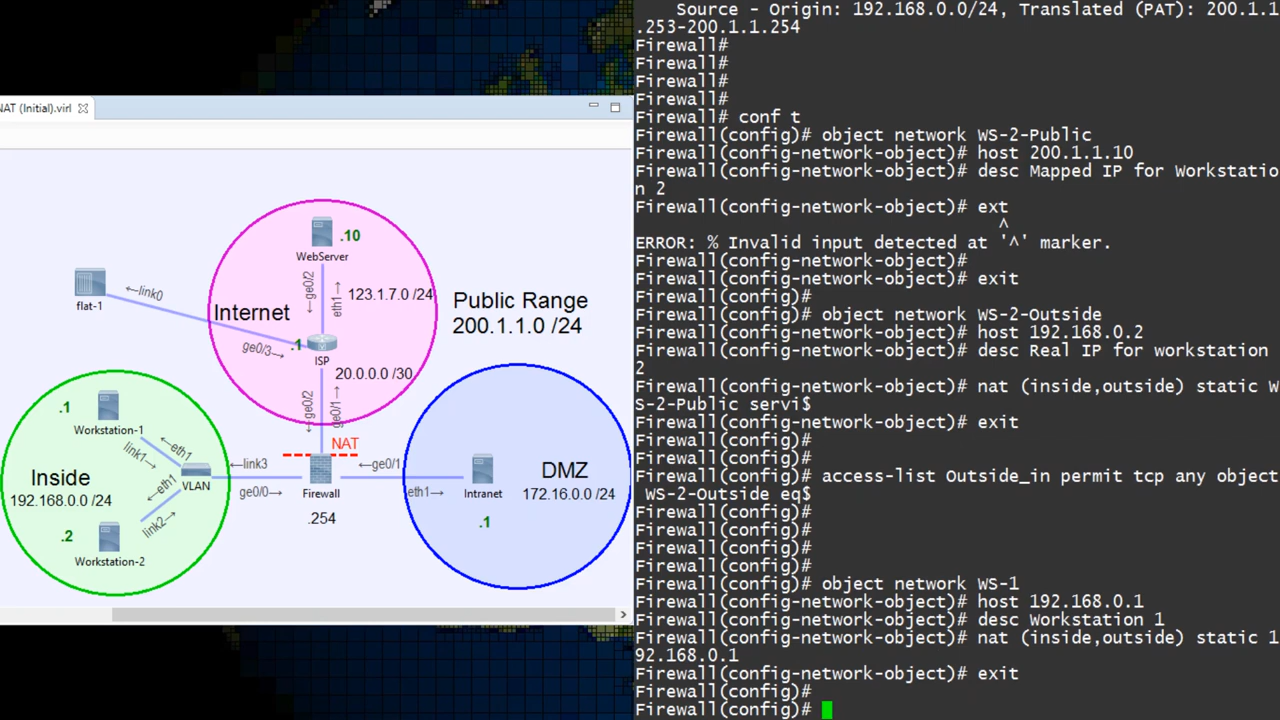 NAT (Initial).virl
.10
WebServer
←ge0/2
eth1→
123.1.7.0 /24
flat-1
←link0
Internet
ge0/3→
.1
ISP
20.0.0.0 /30
←ge0/2
ge0/1→
Public Range
200.1.1.0 /24
NAT
.1
Workstation-1
←eth1
link1→
Inside
192.168.0.0 /24
VLAN
←link3
ge0/0→
Firewall
.254
←ge0/1
eth1→
Intranet
.1
DMZ
172.16.0.0 /24
←eth1
link2→
.2
Workstation-2
Source - Origin: 192.168.0.0/24, Translated (PAT): 200.1.1
.253-200.1.1.254
Firewall#
Firewall#
Firewall#
Firewall#
Firewall# conf t
Firewall(config)# object network WS-2-Public
Firewall(config-network-object)# host 200.1.1.10
Firewall(config-network-object)# desc Mapped IP for Workstatio
n 2
Firewall(config-network-object)# ext
^
ERROR: % Invalid input detected at '^' marker.
Firewall(config-network-object)#
Firewall(config-network-object)# exit
Firewall(config)#
Firewall(config)# object network WS-2-Outside
Firewall(config-network-object)# host 192.168.0.2
Firewall(config-network-object)# desc Real IP for workstation
2
Firewall(config-network-object)# nat (inside,outside) static W
S-2-Public servi$
Firewall(config-network-object)# exit
Firewall(config)#
Firewall(config)#
Firewall(config)# access-list Outside_in permit tcp any object
WS-2-Outside eq$
Firewall(config)#
Firewall(config)#
Firewall(config)#
Firewall(config)#
Firewall(config)# object network WS-1
Firewall(config-network-object)# host 192.168.0.1
Firewall(config-network-object)# desc Workstation 1
Firewall(config-network-object)# nat (inside,outside) static 1
92.168.0.1
Firewall(config-network-object)# exit
Firewall(config)#
Firewall(config)#